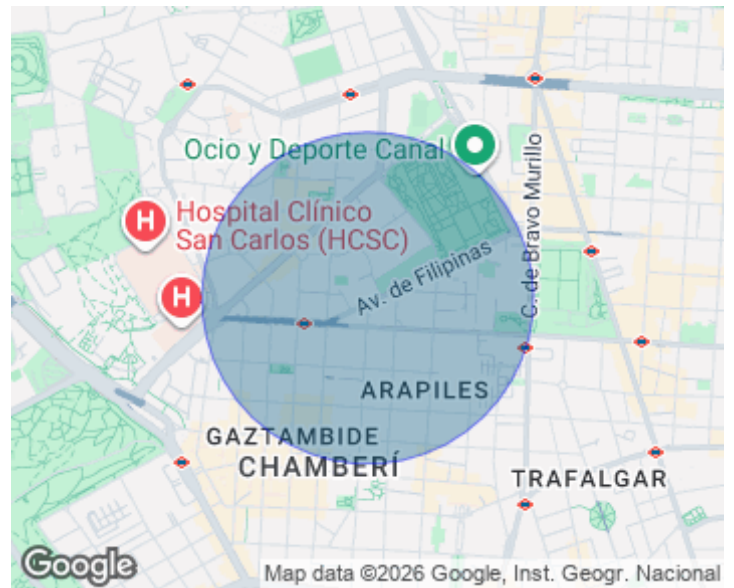 Ocio y Deporte Canal
H
Hospital Clínico
San Carlos (HCSC)
H
Av. de Filipinas
C. de Bravo Murillo
ARAPILES
GAZTAMBIDE
CHAMBERÍ
TRAFALGAR
Google
Map data ©2026 Google, Inst. Geogr. Nacional